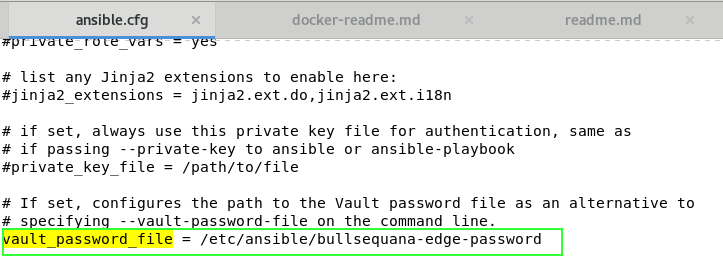 ansible.cfg × docker-readme.md × readme.md ×
#private_role_vars = yes
# list any Jinja2 extensions to enable here:
#jinja2_extensions = jinja2.ext.do,jinja2.ext.i18n
# if set, always use this private key file for authentication, same as
# if passing --private-key to ansible or ansible-playbook
#private_key_file = /path/to/file
# If set, configures the path to the Vault password file as an alternative to
# specifying --vault-password-file on the command line.
vault_password_file = /etc/ansible/bullsequana-edge-password